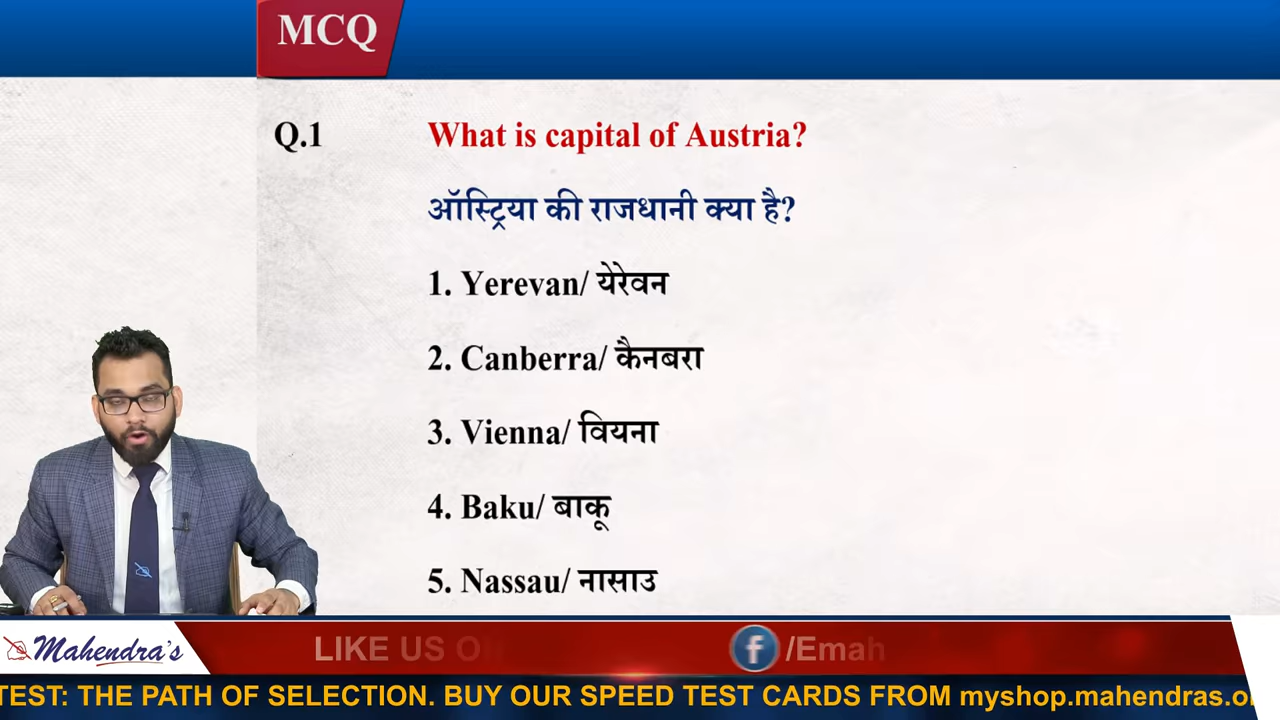 MCQ
Q.1 What is capital of Austria?
ऑस्ट्रिया की राजधानी क्या है?
1. Yerevan/ येरेवन
2. Canberra/ कैनबरा
3. Vienna/ वियना
4. Baku/ बाकू
5. Nassau/ नासाउ
Mahendra's LIKE US f /Emah
TEST: THE PATH OF SELECTION. BUY OUR SPEED TEST CARDS FROM myshop.mahendras.o